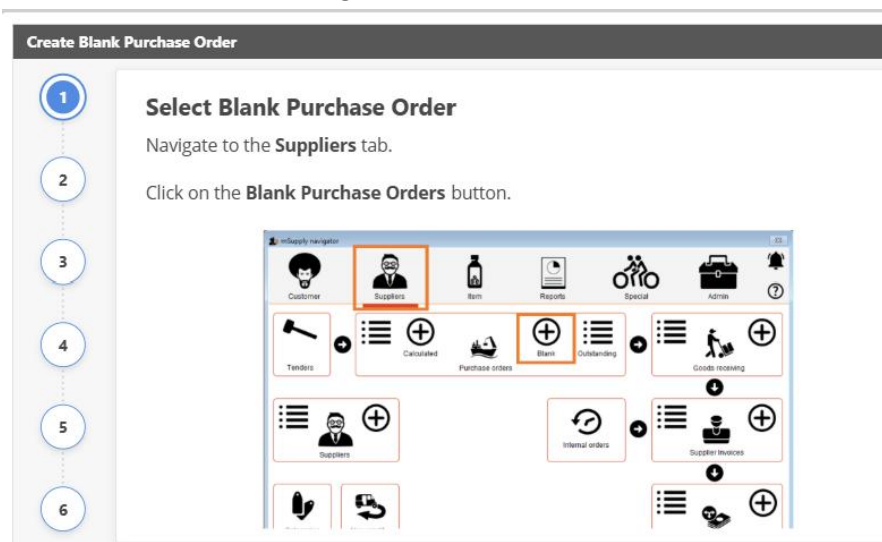 Create Blank Purchase Order
1
Select Blank Purchase Order
Navigate to the Suppliers tab.
2
Click on the Blank Purchase Orders button.
mSupply navigator
3
Customer Suppliers Item Reports Special Admin
4
Tenders Calculated Purchase orders Blank Outstanding Goods receiving
5
Suppliers Internal orders Supplier Invoices
6